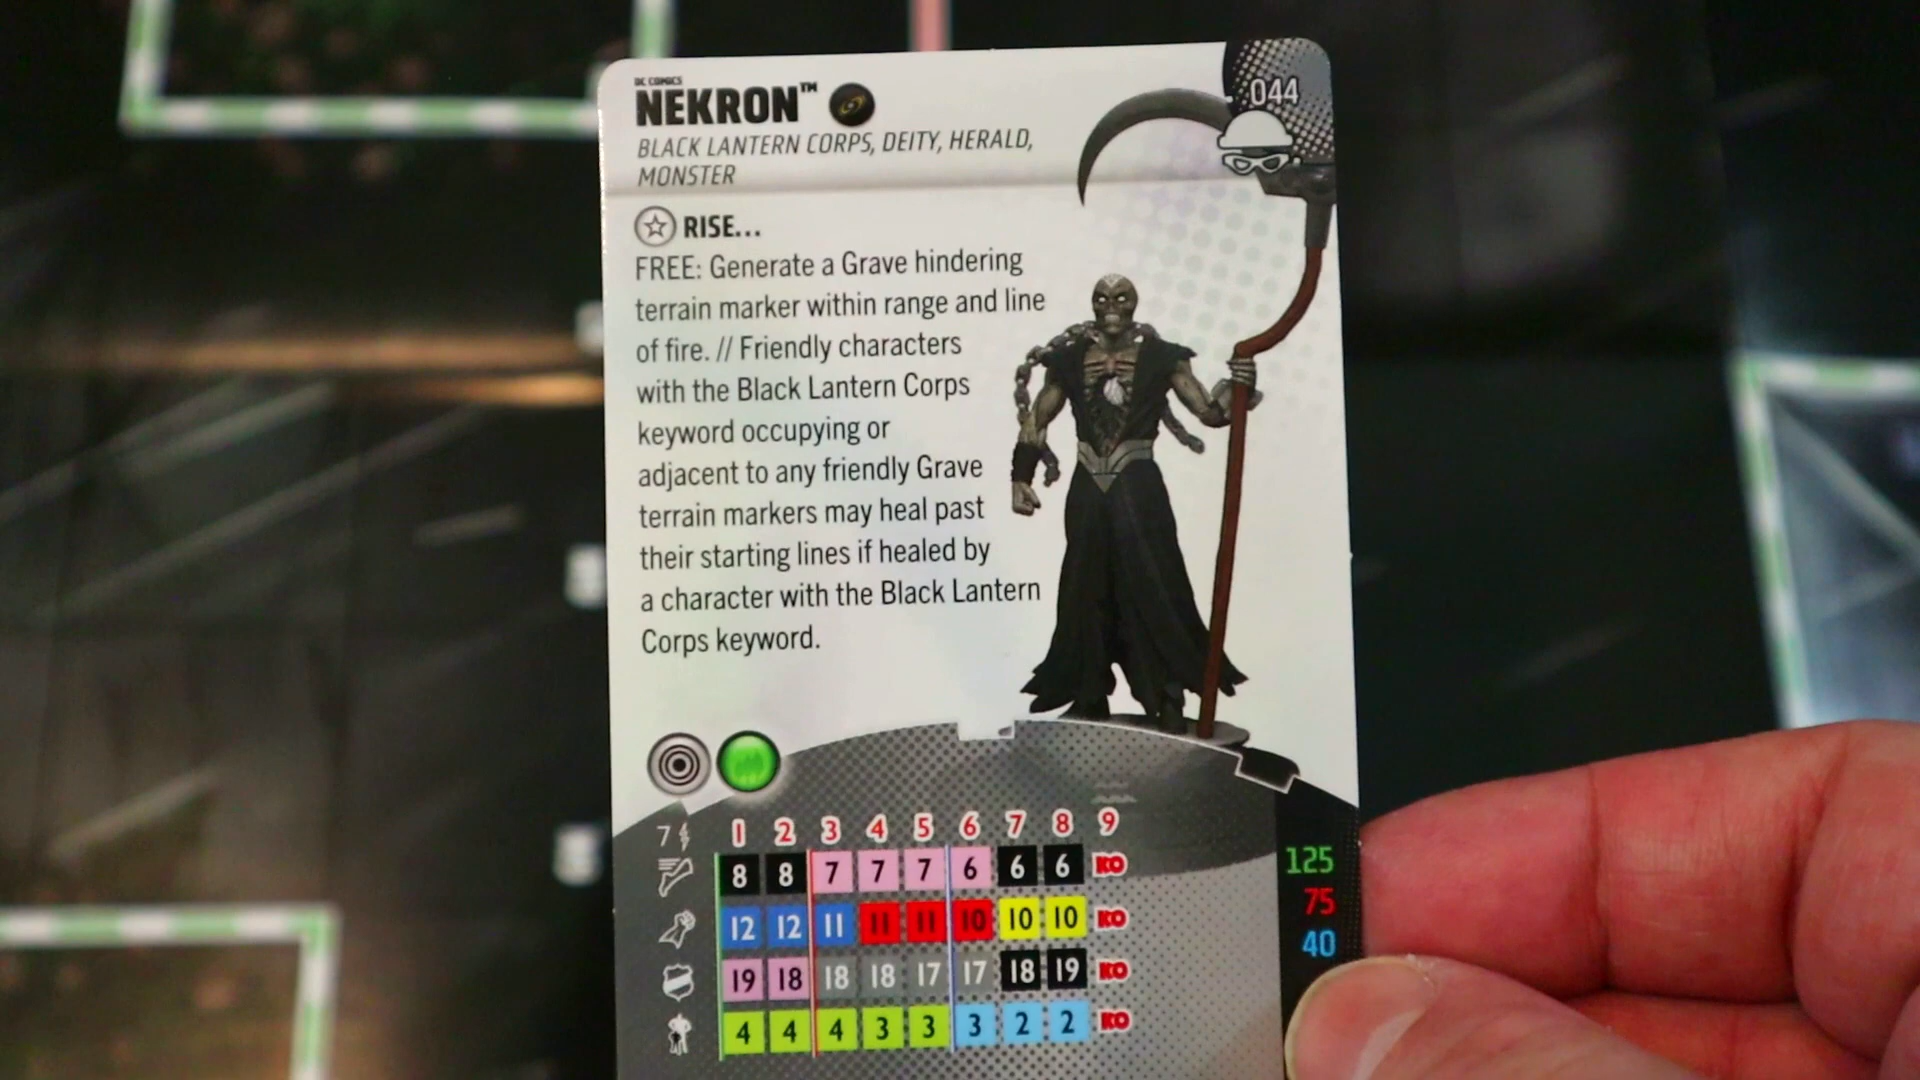 DC COMICS
NEKRON™
044
BLACK LANTERN CORPS, DEITY, HERALD,
MONSTER
RISE...
FREE: Generate a Grave hindering
terrain marker within range and line
of fire. // Friendly characters
with the Black Lantern Corps
keyword occupying or
adjacent to any friendly Grave
terrain markers may heal past
their starting lines if healed by
a character with the Black Lantern
Corps keyword.
7 1 2 3 4 5 6 7 8 9
8 8 7 7 7 6 6 6 KO
12 12 11 11 11 10 10 10 KO
19 18 18 18 17 17 18 19 KO
4 4 4 3 3 3 2 2 KO
125
75
40